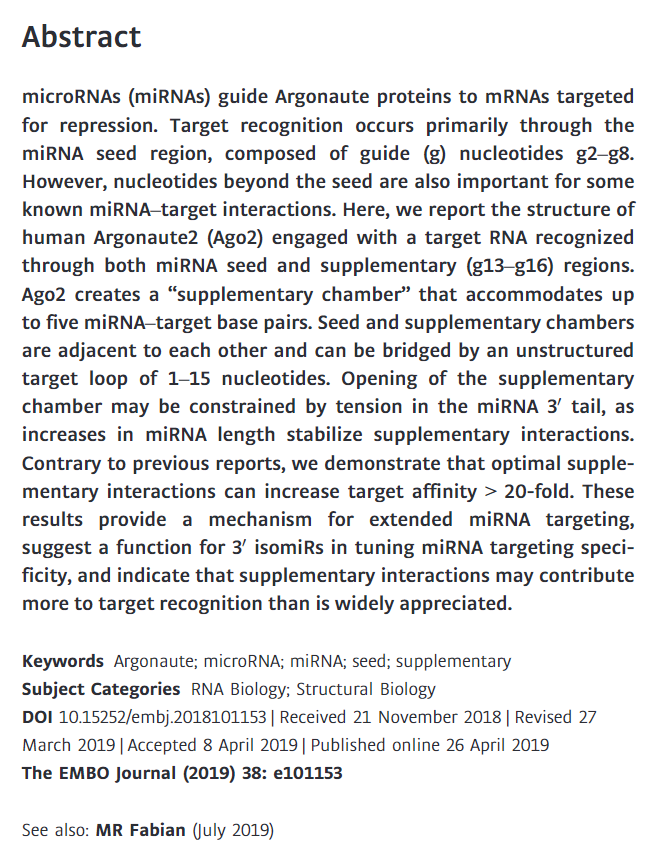 Abstract
microRNAs (miRNAs) guide Argonaute proteins to mRNAs targeted
for repression. Target recognition occurs primarily through the
miRNA seed region, composed of guide (g) nucleotides g2–g8.
However, nucleotides beyond the seed are also important for some
known miRNA–target interactions. Here, we report the structure of
human Argonaute2 (Ago2) engaged with a target RNA recognized
through both miRNA seed and supplementary (g13–g16) regions.
Ago2 creates a “supplementary chamber” that accommodates up
to five miRNA–target base pairs. Seed and supplementary chambers
are adjacent to each other and can be bridged by an unstructured
target loop of 1–15 nucleotides. Opening of the supplementary
chamber may be constrained by tension in the miRNA 3′ tail, as
increases in miRNA length stabilize supplementary interactions.
Contrary to previous reports, we demonstrate that optimal supple-
mentary interactions can increase target affinity > 20-fold. These
results provide a mechanism for extended miRNA targeting,
suggest a function for 3′ isomiRs in tuning miRNA targeting speci-
ficity, and indicate that supplementary interactions may contribute
more to target recognition than is widely appreciated.
Keywords Argonaute; microRNA; miRNA; seed; supplementary
Subject Categories RNA Biology; Structural Biology
DOI 10.15252/embj.2018101153 | Received 21 November 2018 | Revised 27
March 2019 | Accepted 8 April 2019 | Published online 26 April 2019
The EMBO Journal (2019) 38: e101153
See also: MR Fabian (July 2019)